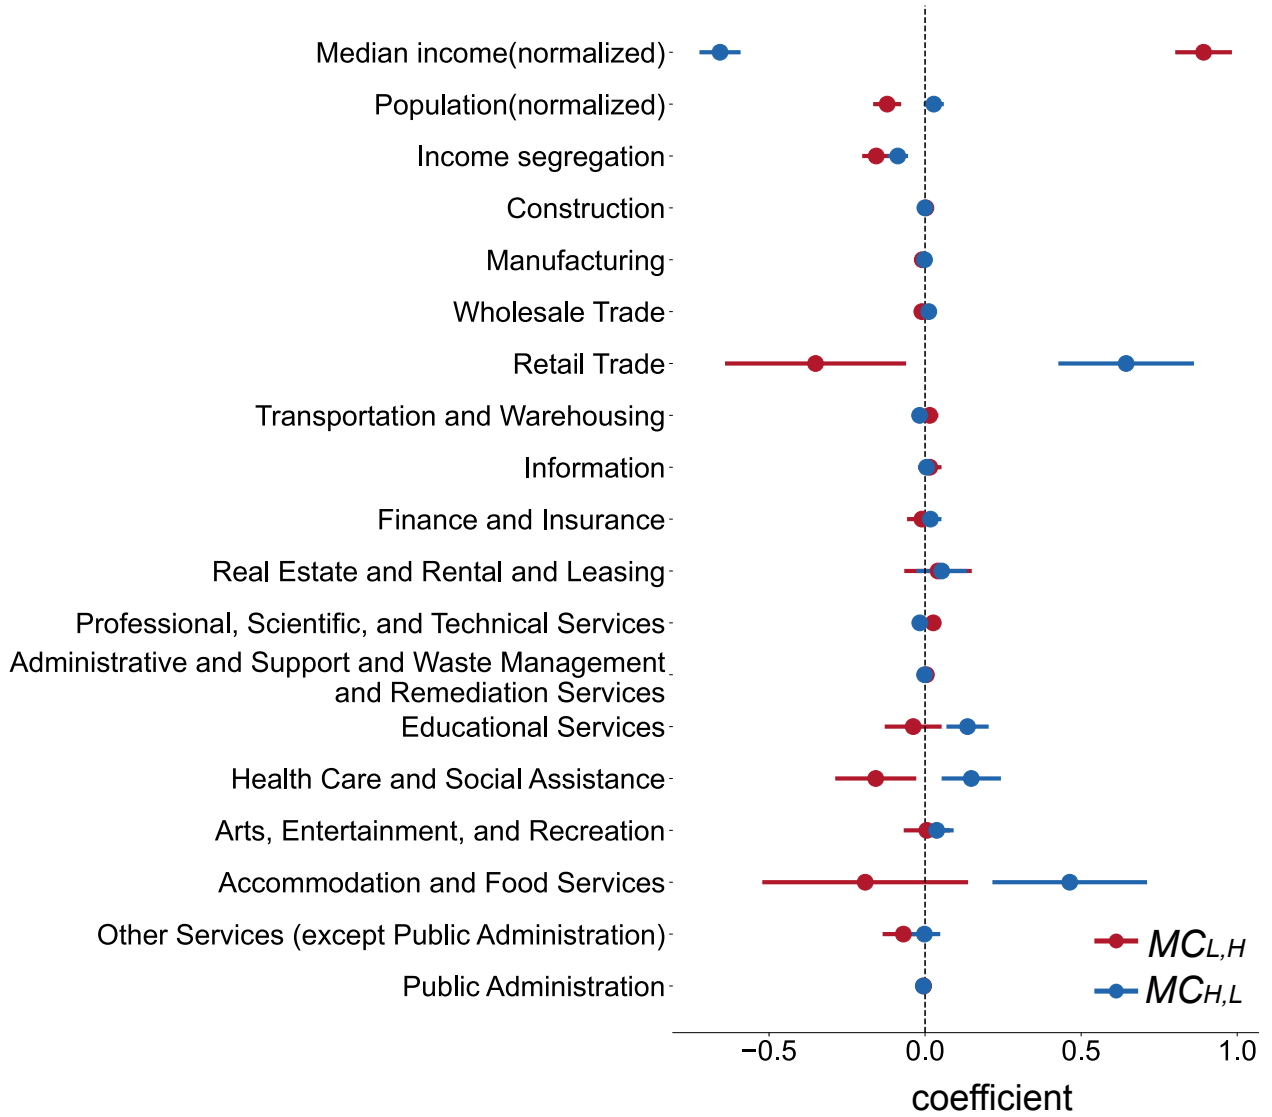 Median income(normalized)
Population(normalized)
Income segregation
Construction
Manufacturing
Wholesale Trade
Retail Trade
Transportation and Warehousing
Information
Finance and Insurance
Real Estate and Rental and Leasing
Professional, Scientific, and Technical Services
Administrative and Support and Waste Management
and Remediation Services
Educational Services
Health Care and Social Assistance
Arts, Entertainment, and Recreation
Accommodation and Food Services
Other Services (except Public Administration)
Public Administration
MCL,H
MCH,L
−0.5 0.0 0.5 1.0
coefficient